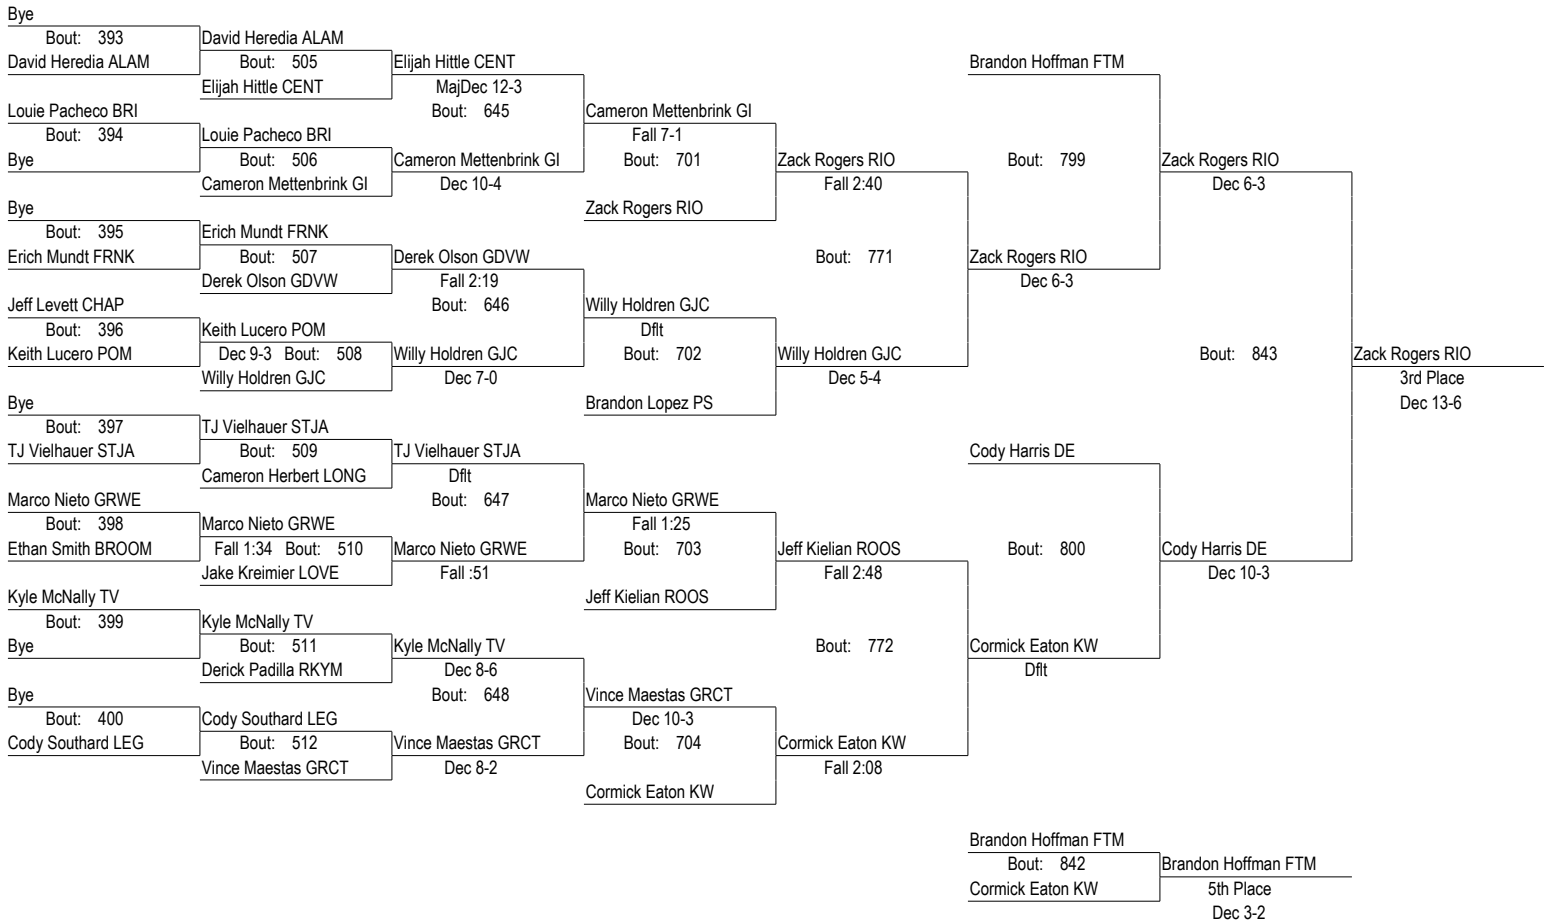 Bye
Bout: 393
David Heredia ALAM
Louie Pacheco BRI
Bout: 394
Bye
Bye
Bout: 395
Erich Mundt FRNK
Jeff Levett CHAP
Bout: 396
Keith Lucero POM
Bye
Bout: 397
TJ Vielhauer STJA
Marco Nieto GRWE
Bout: 398
Ethan Smith BROOM
Kyle McNally TV
Bout: 399
Bye
Bye
Bout: 400
Cody Southard LEG
David Heredia ALAM
Bout: 505
Elijah Hittle CENT
Louie Pacheco BRI
Bout: 506
Cameron Mettenbrink GI
Erich Mundt FRNK
Bout: 507
Derek Olson GDVW
Keith Lucero POM
Dec 9-3 Bout: 508
Willy Holdren GJC
TJ Vielhauer STJA
Bout: 509
Cameron Herbert LONG
Marco Nieto GRWE
Fall 1:34 Bout: 510
Jake Kreimier LOVE
Kyle McNally TV
Bout: 511
Derick Padilla RKYM
Cody Southard LEG
Bout: 512
Vince Maestas GRCT
Elijah Hittle CENT
MajDec 12-3
Bout: 645
Cameron Mettenbrink GI
Dec 10-4
Derek Olson GDVW
Fall 2:19
Bout: 646
Willy Holdren GJC
Dec 7-0
TJ Vielhauer STJA
Dflt
Bout: 647
Marco Nieto GRWE
Fall :51
Kyle McNally TV
Dec 8-6
Bout: 648
Vince Maestas GRCT
Dec 8-2
Cameron Mettenbrink GI
Fall 7-1
Bout: 701
Zack Rogers RIO
Willy Holdren GJC
Dflt
Bout: 702
Brandon Lopez PS
Marco Nieto GRWE
Fall 1:25
Bout: 703
Jeff Kielian ROOS
Vince Maestas GRCT
Dec 10-3
Bout: 704
Cormick Eaton KW
Zack Rogers RIO
Fall 2:40
Bout: 771
Willy Holdren GJC
Dec 5-4
Jeff Kielian ROOS
Fall 2:48
Bout: 772
Cormick Eaton KW
Fall 2:08
Brandon Hoffman FTM
Bout: 799
Zack Rogers RIO
Dec 6-3
Cody Harris DE
Bout: 800
Cormick Eaton KW
Dflt
Zack Rogers RIO
Dec 6-3
Bout: 843
Cody Harris DE
Dec 10-3
Zack Rogers RIO
3rd Place
Dec 13-6
Brandon Hoffman FTM
Bout: 842
Cormick Eaton KW
Brandon Hoffman FTM
5th Place
Dec 3-2